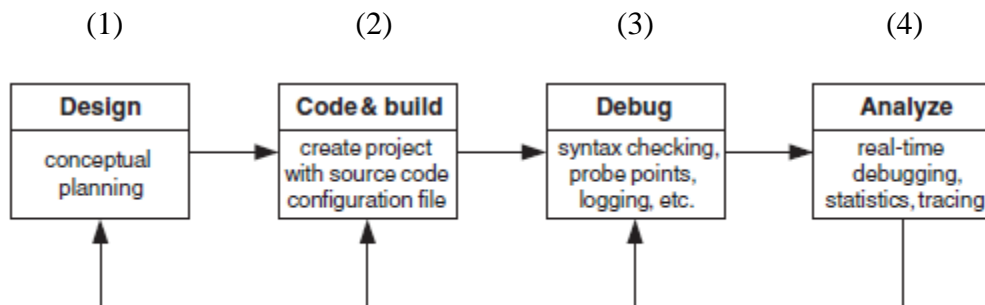 (1)
(2)
(3)
(4)
Design
conceptual
planning
Code & build
create project
with source code
configuration file
Debug
syntax checking,
probe points,
logging, etc.
Analyze
real-time
debugging,
statistics, tracing